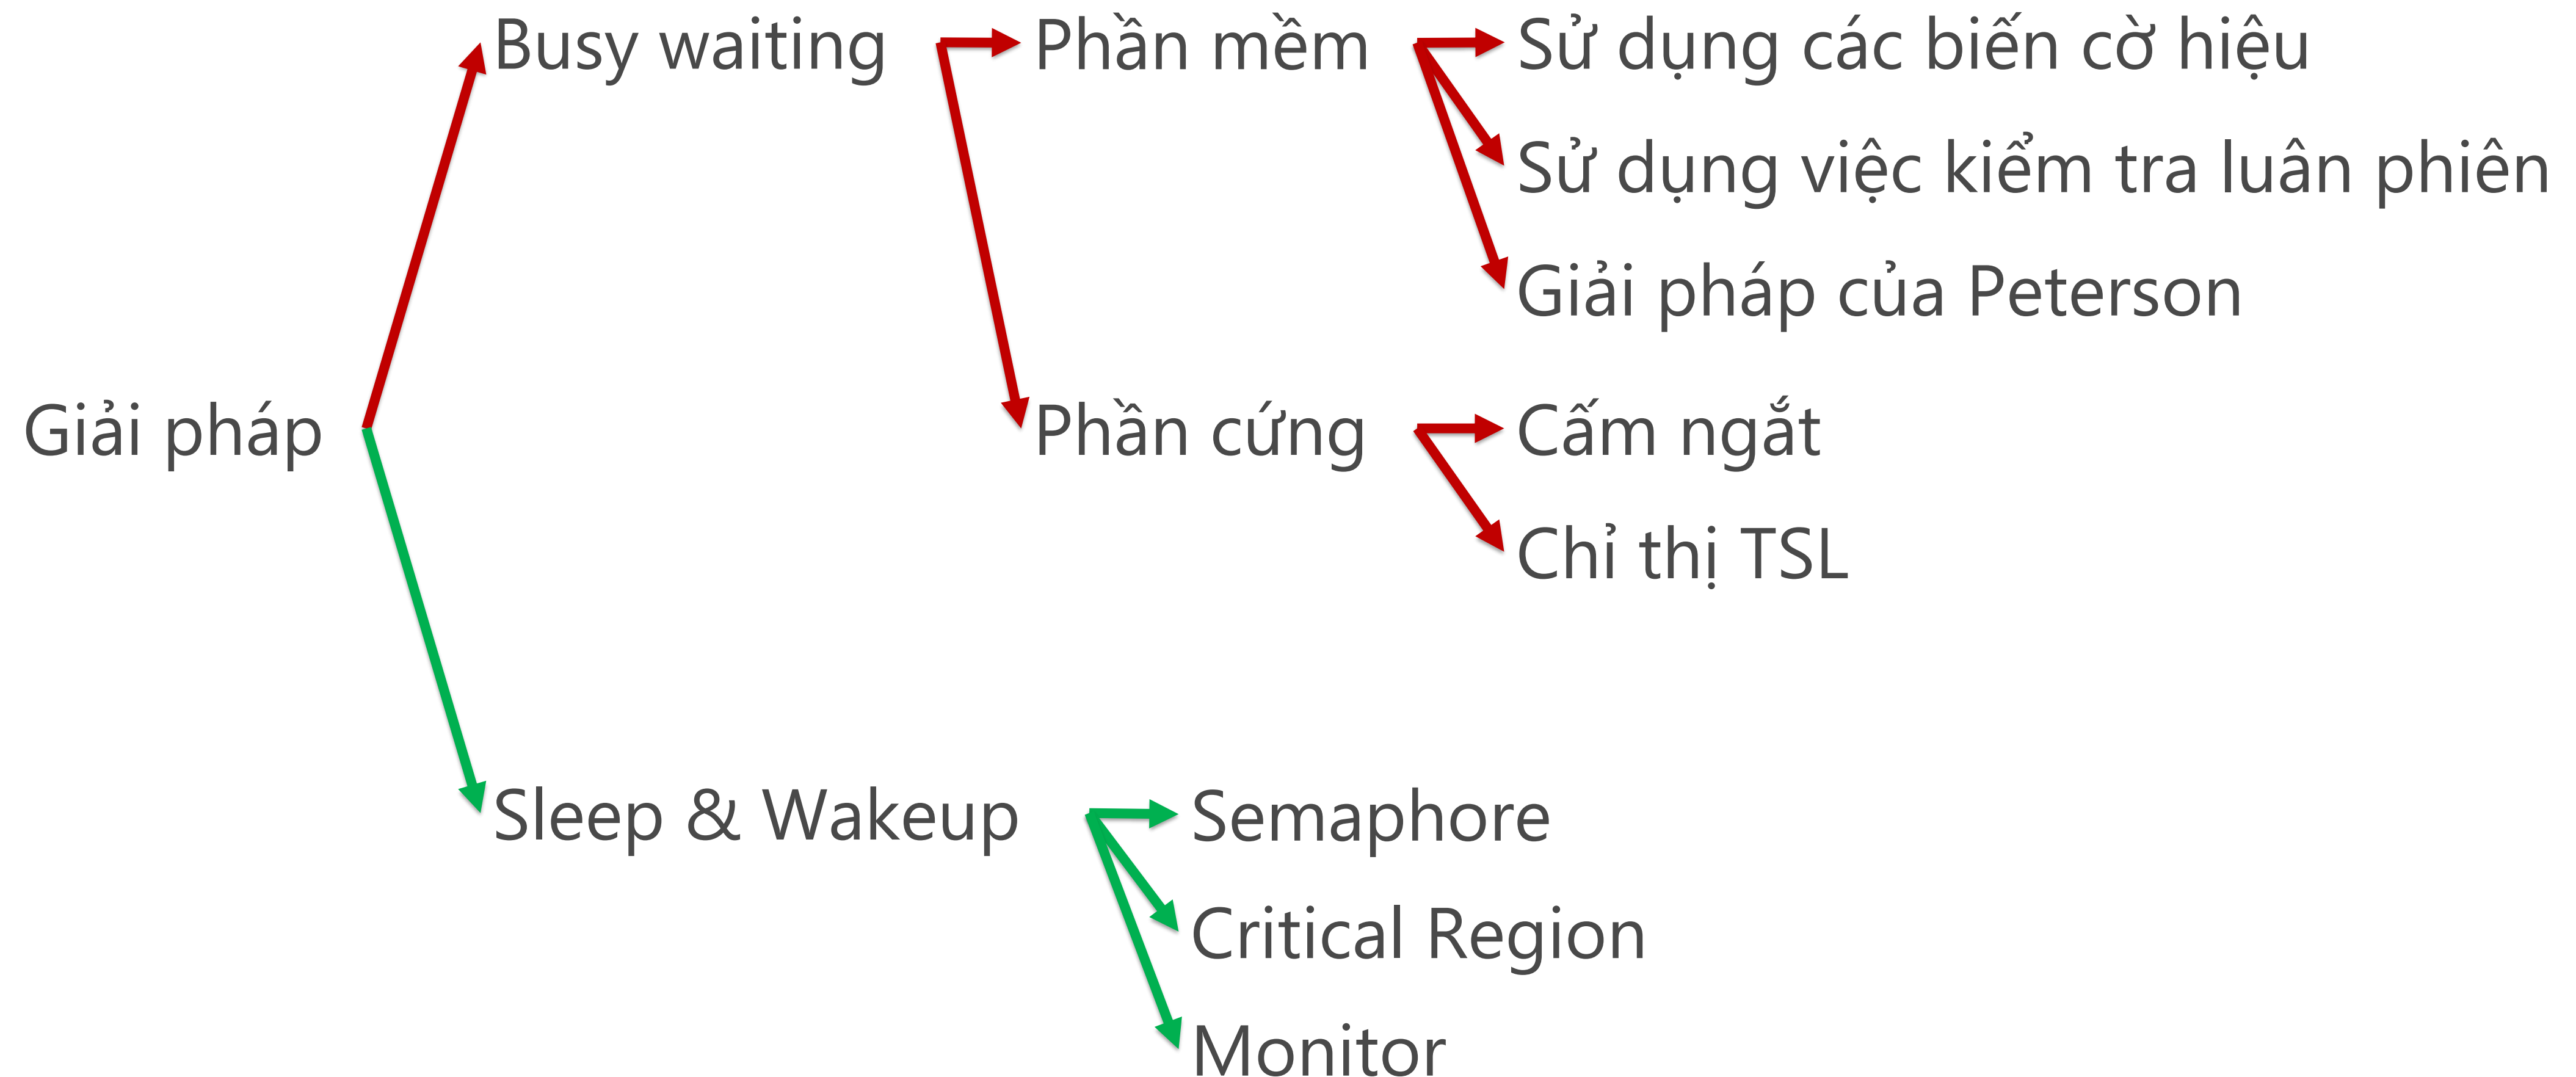 Giải pháp
Busy waiting
Phần mềm
Sử dụng các biến cờ hiệu
Sử dụng việc kiểm tra luân phiên
Giải pháp của Peterson
Phần cứng
Cấm ngắt
Chỉ thị TSL
Sleep & Wakeup
Semaphore
Critical Region
Monitor